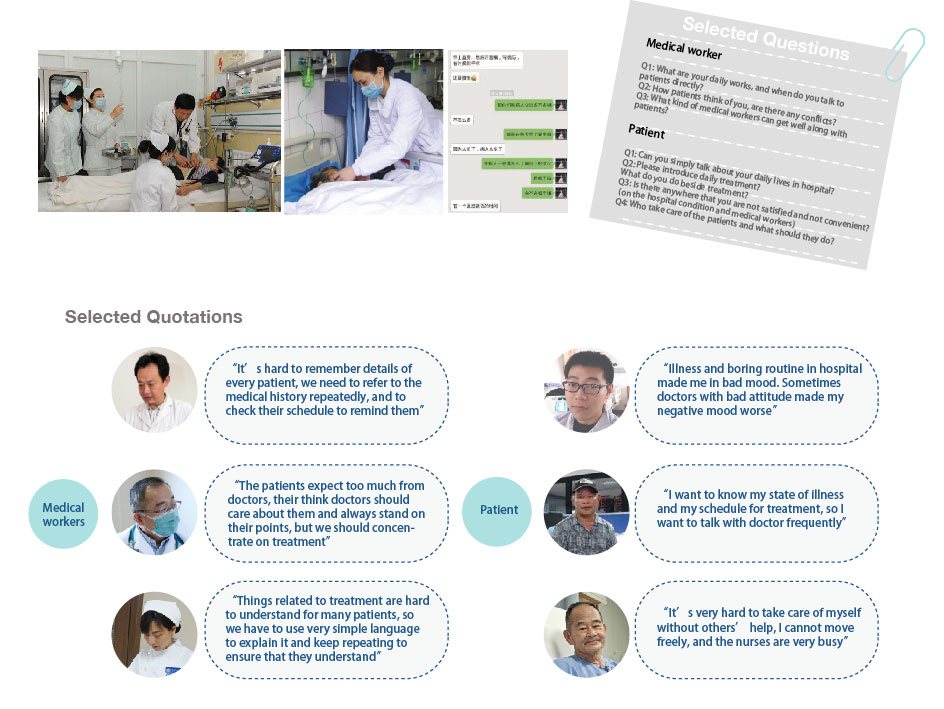 Selected Questions
Medical worker
Q1: What are your daily works, and when do you talk to
patients directly?
Q2: How patients think of you, are there any conflicts?
Q3: What kind of medical workers can get well along with
patients?
Patient
Q1: Can you simply talk about your daily lives in hospital?
Q2: Please introduce daily treatment?
What do you do beside treatment?
Q3: Is there anywhere that you are not satisfied and not convenient?
(on the hospital condition and medical workers)
Q4: Who take care of the patients and what should they do?
Selected Quotations
Medical
workers
“It’ s hard to remember details of
every patient, we need to refer to the
medical history repeatedly, and to
check their schedule to remind them”
“The patients expect too much from
doctors, their think doctors should
care about them and always stand on
their points, but we should concen-
trate on treatment”
“Things related to treatment are hard
to understand for many patients, so
we have to use very simple language
to explain it and keep repeating to
ensure that they understand”
Patient
“Illness and boring routine in hospital
made me in bad mood. Sometimes
doctors with bad attitude made my
negative mood worse”
“I want to know my state of illness
and my schedule for treatment, so I
want to talk with doctor frequently”
“It’ s very hard to take care of myself
without others’ help, I cannot move
freely, and the nurses are very busy”